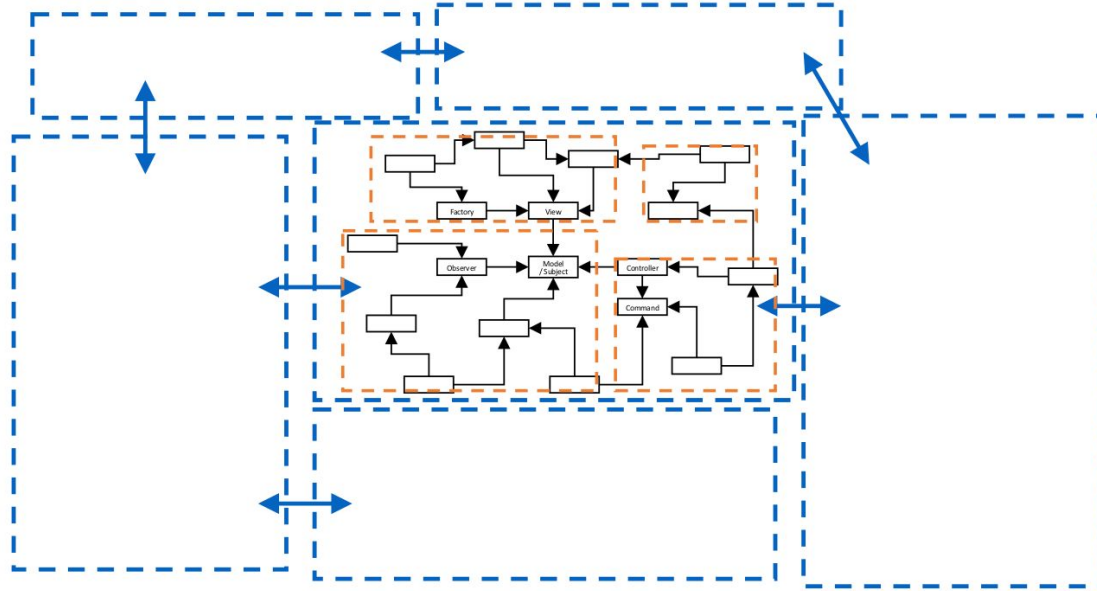 Factory
View
Observer
Model
/Subject
Controller
Command